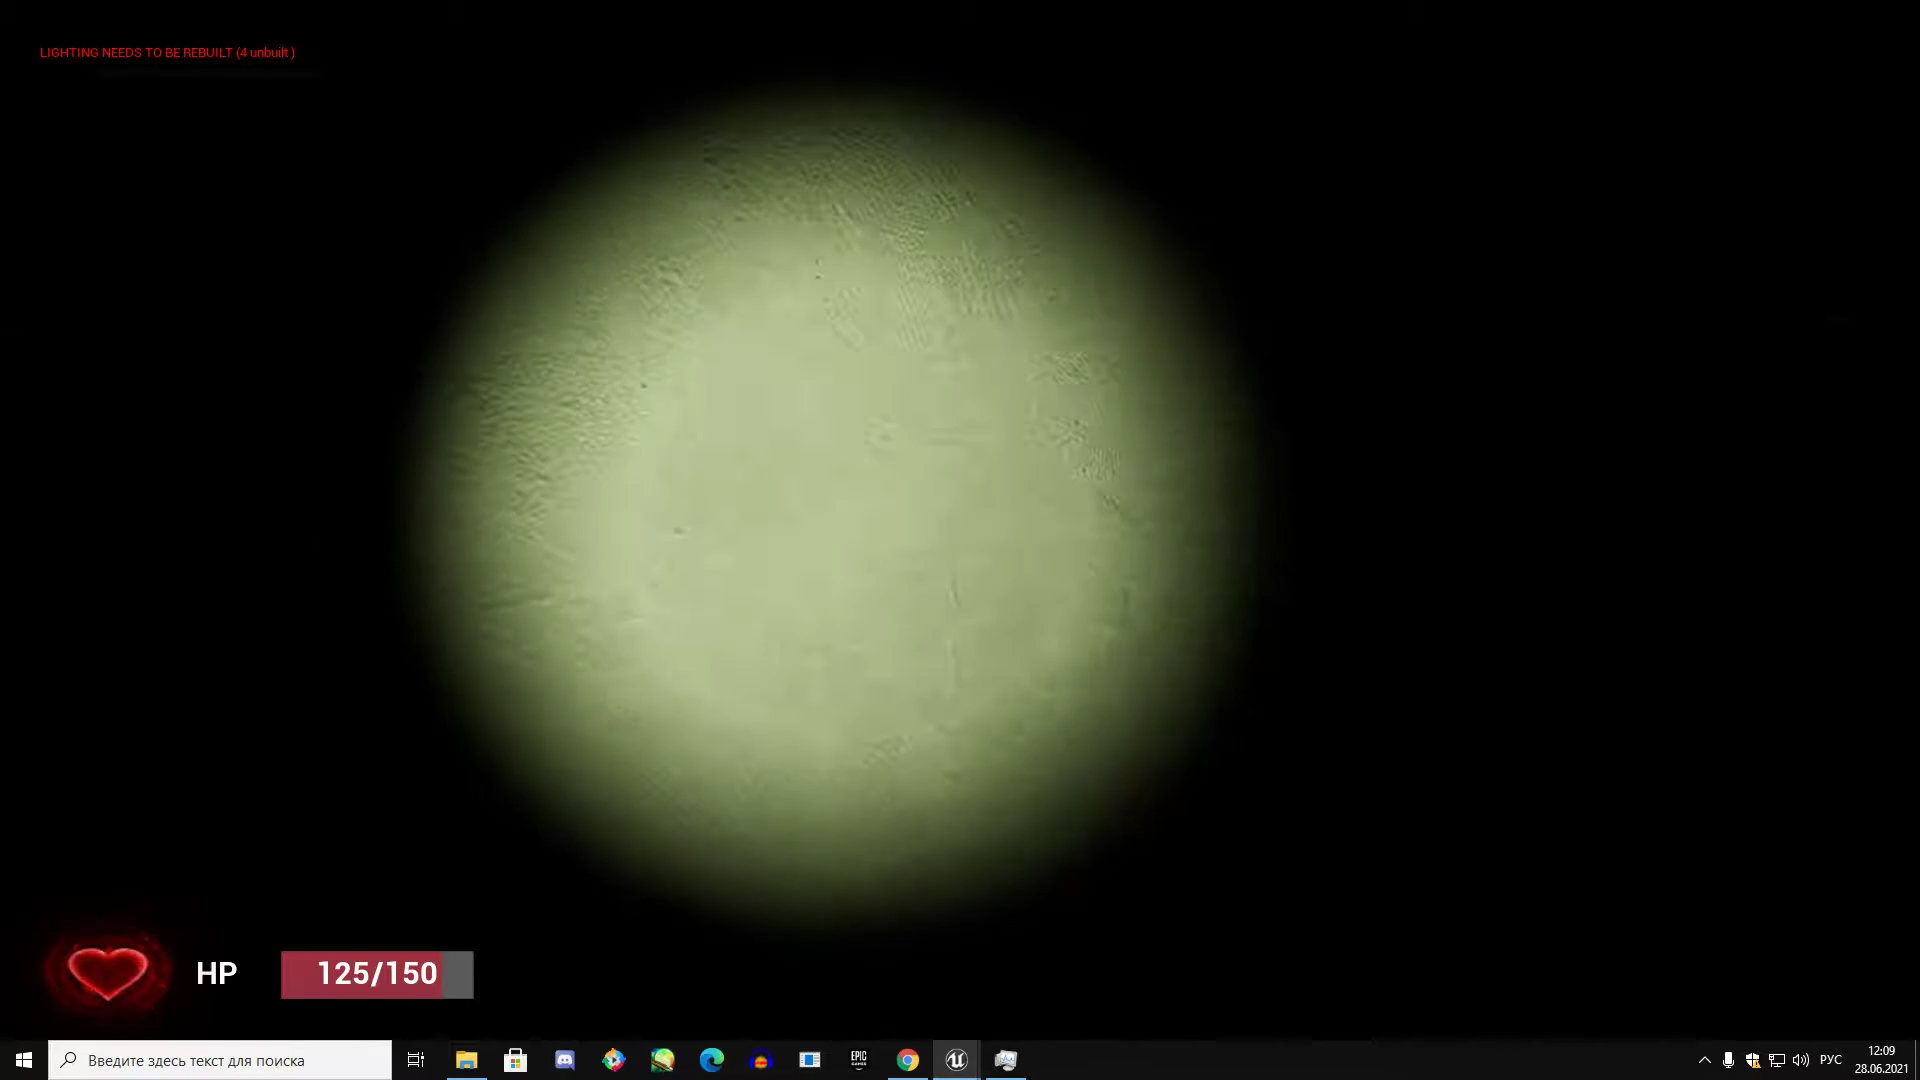 LIGHTING NEEDS TO BE REBUILT (4 unbuilt )
HP 125/150
Введите здесь текст для поиска
EPIC
GAMES
РУС
12:09
28.06.2021